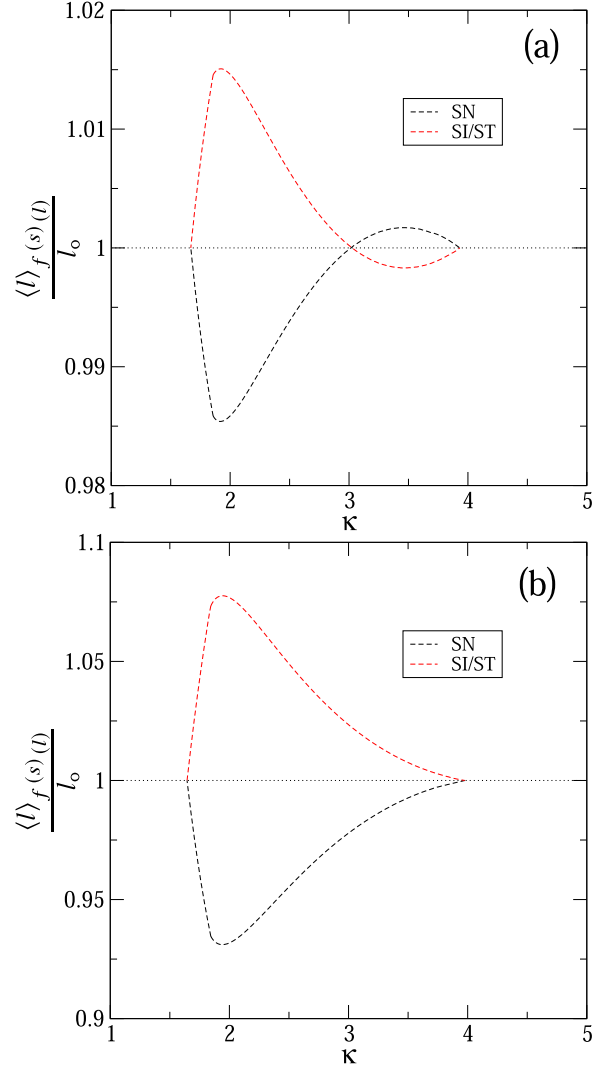 1.02
(a)
SN
SI/ST
1.01
1
0.99
0.98
⟨l⟩ f (s) (l)
l o
1 2 3 4 5
κ
1.1
(b)
SN
SI/ST
1.05
1
0.95
0.9
⟨l⟩ f (s) (l)
l o
1 2 3 4 5
κ